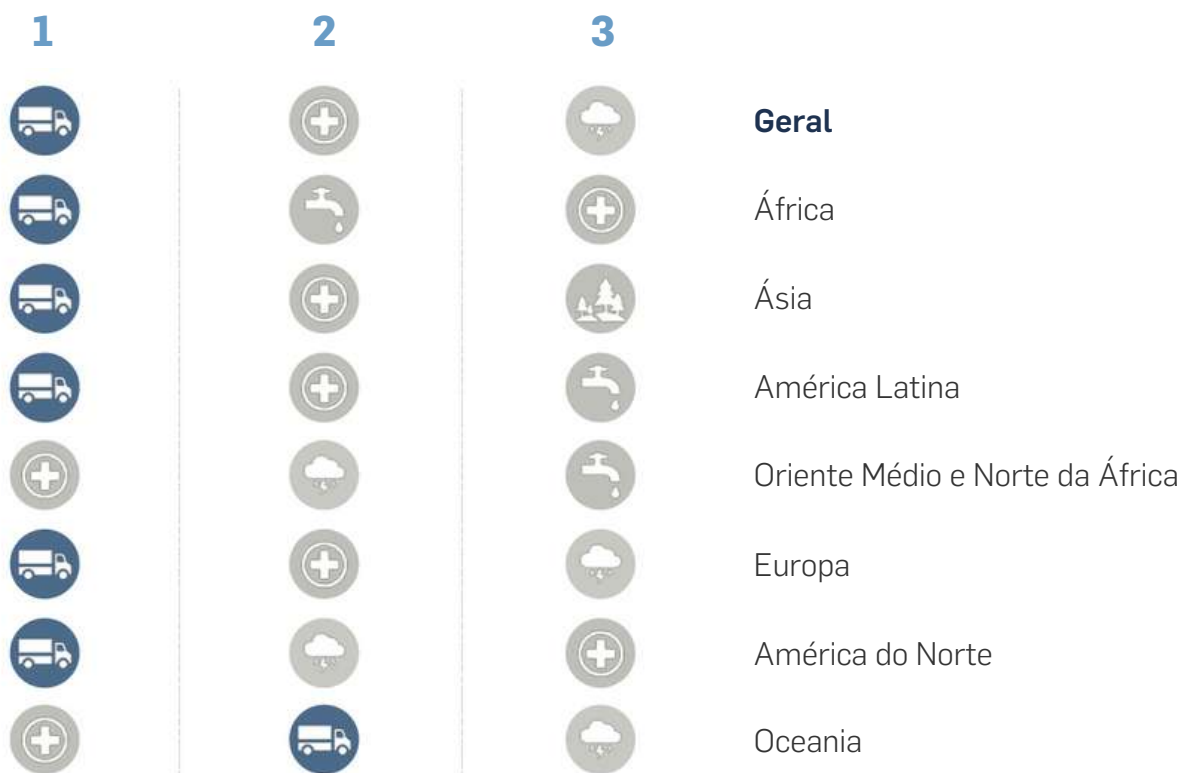 1 2 3
Geral
África
Ásia
América Latina
Oriente Médio e Norte da África
Europa
América do Norte
Oceania